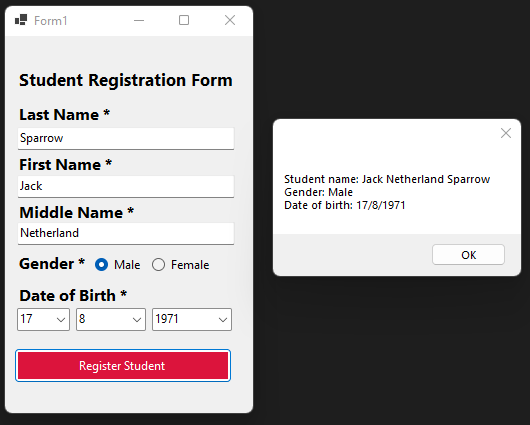 Form1
Student Registration Form
Last Name *
Sparrow
First Name *
Jack
Middle Name *
Netherland
Gender * Male Female
Date of Birth *
17 8 1971
Register Student
Student name: Jack Netherland Sparrow
Gender: Male
Date of birth: 17/8/1971
OK